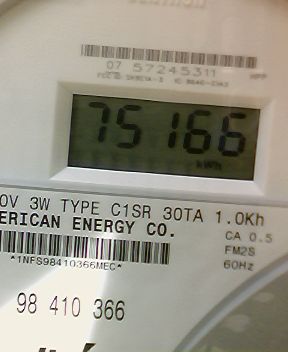 07 57245311
75166
kWh
0V 3W TYPE C1SR 30TA 1.0Kh
ERICAN ENERGY CO.
CA 0.5
FM2S
60Hz
*1NFS98410366MEC*
98 410 366